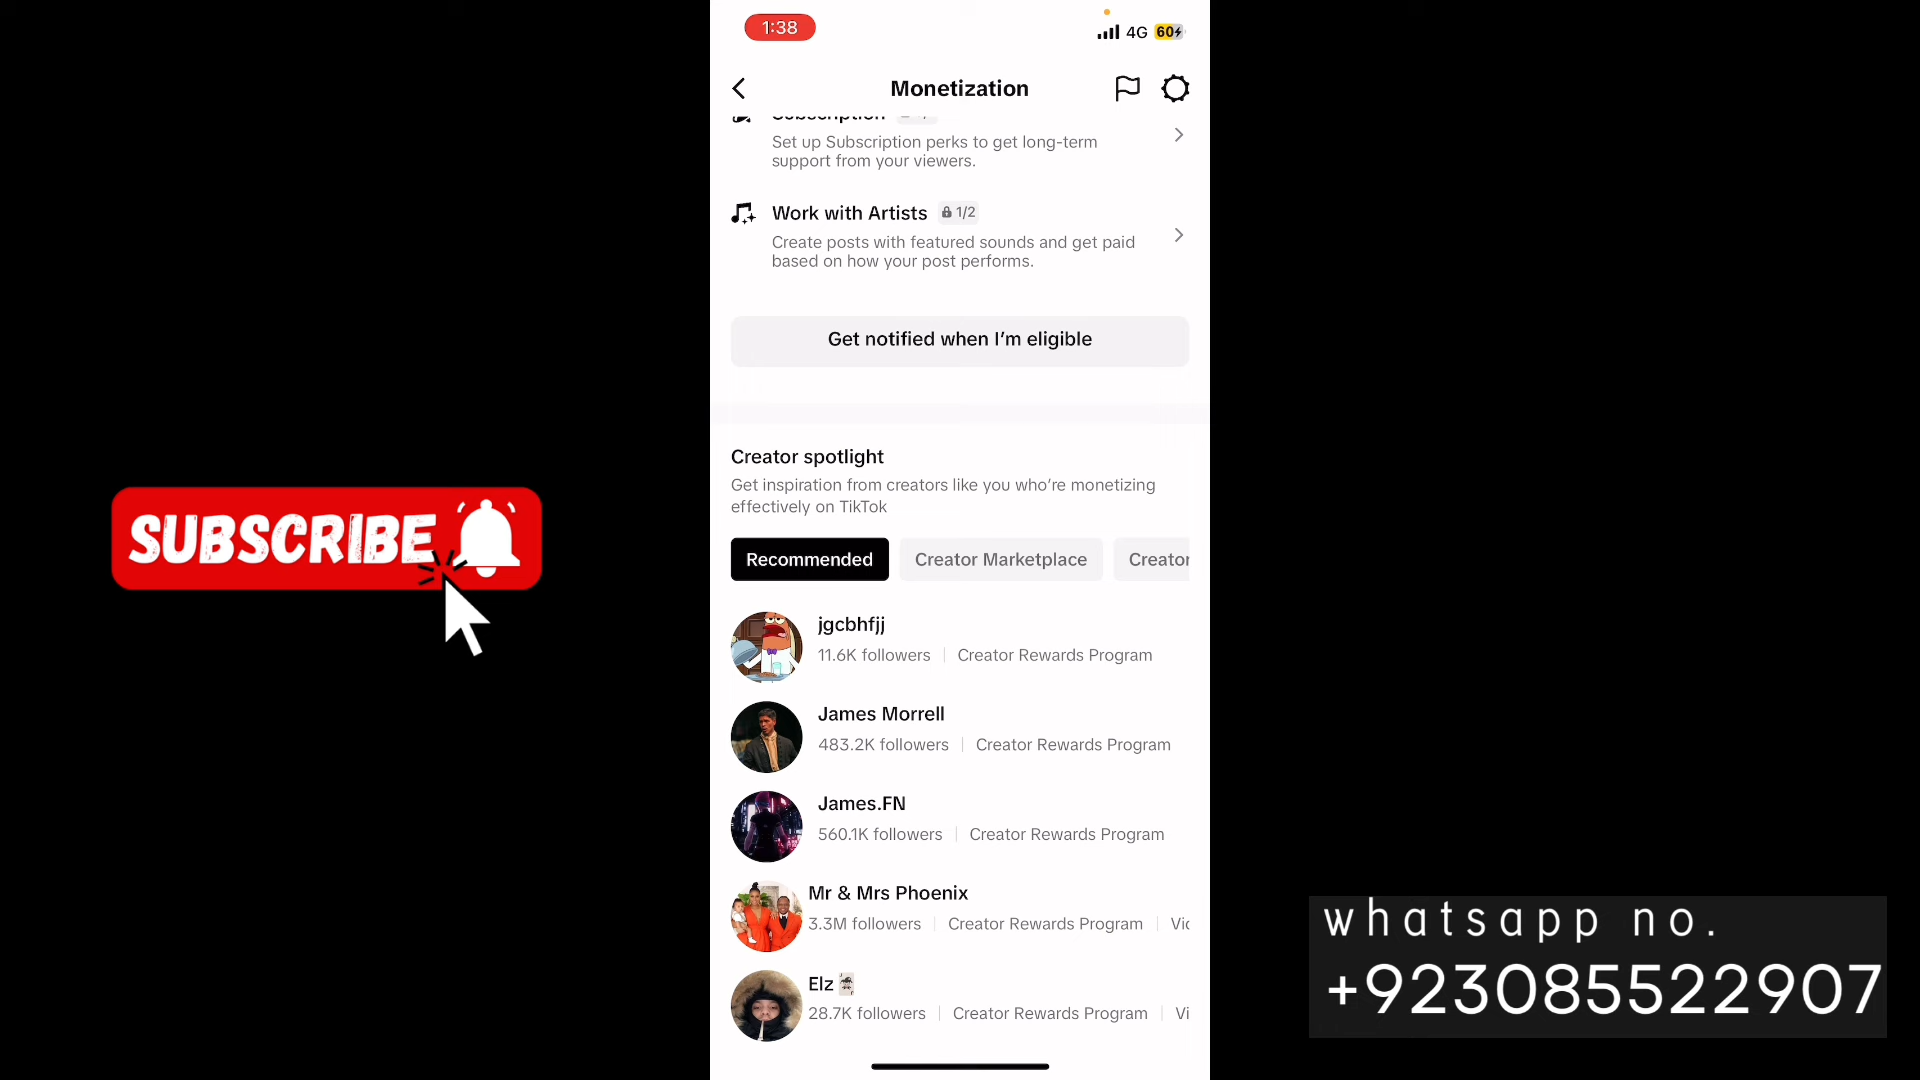 1:38
4G 60
Monetization
Subscription
Set up Subscription perks to get long-term
support from your viewers.
Work with Artists 1/2
Create posts with featured sounds and get paid
based on how your post performs.
Get notified when I'm eligible
Creator spotlight
Get inspiration from creators like you who're monetizing
effectively on TikTok
Recommended Creator Marketplace Creator
jgcbhfjj
11.6K followers Creator Rewards Program
James Morrell
483.2K followers Creator Rewards Program
James.FN
560.1K followers Creator Rewards Program
Mr & Mrs Phoenix
3.3M followers Creator Rewards Program
Elz
28.7K followers Creator Rewards Program Vi
SUBSCRIBE
whatsapp no.
+923085522907